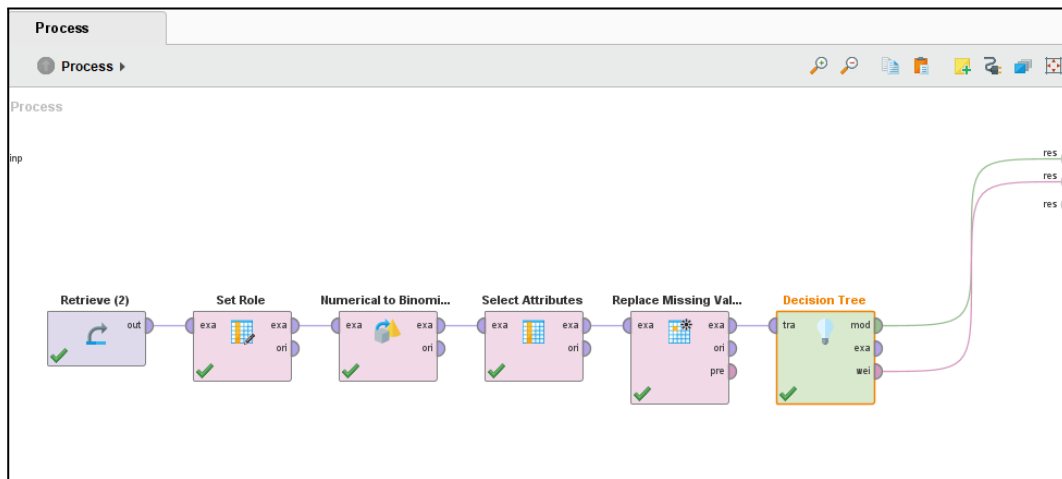 Process
Process
Process
inp
res
res
res
Retrieve (2)
Set Role
Numerical to Binomi...
Select Attributes
Replace Missing Val...
Decision Tree
out
exa
exa
ori
exa
exa
ori
exa
exa
ori
exa
exa
ori
pre
tra
mod
exa
wei